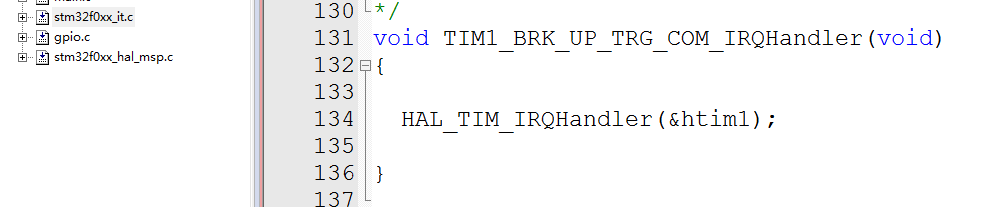 stm32f0xx_it.c
gpio.c
stm32f0xx_hal_msp.c
130 */
131 void TIM1_BRK_UP_TRG_COM_IRQHandler(void)
132 {
133
134 HAL_TIM_IRQHandler(&htim1);
135
136 }
137